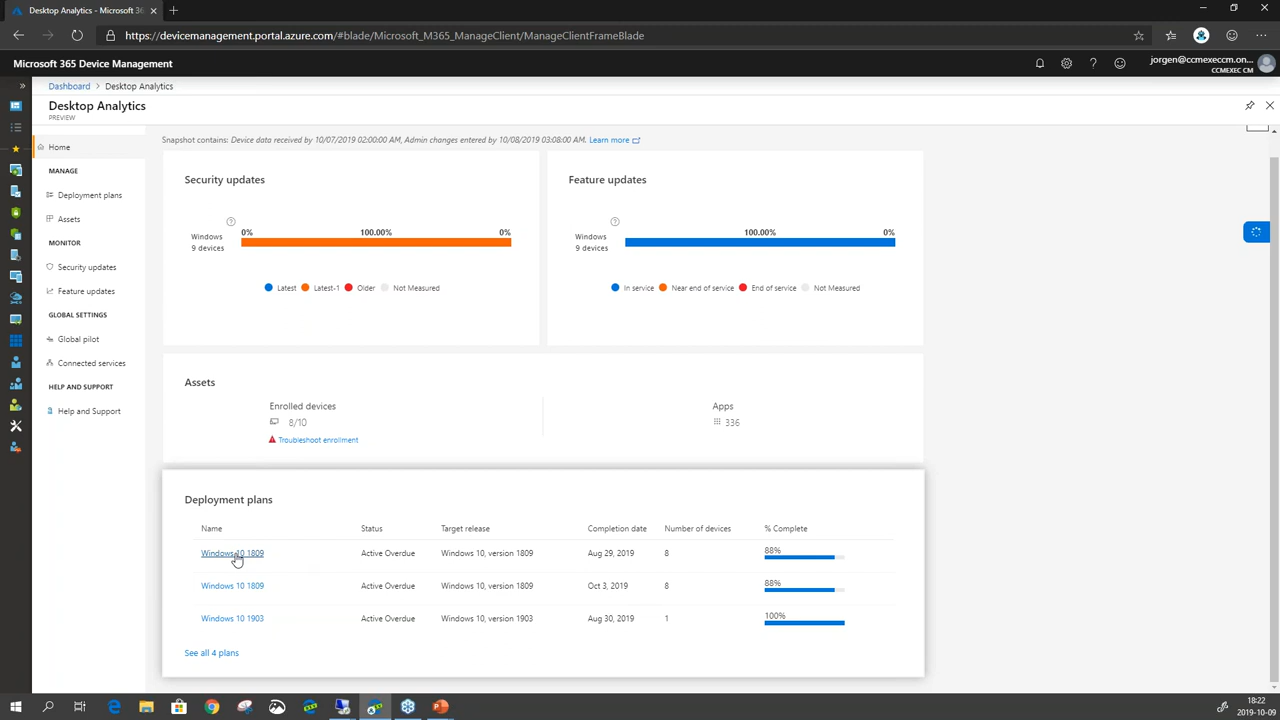 Desktop Analytics - Microsoft 36
https://devicemanagement.portal.azure.com/#blade/Microsoft_M365_ManageClient/ManageClientFrameBlade
Microsoft 365 Device Management
jorgen@ccmexeccm.on...
CCMEXEC CM
Dashboard > Desktop Analytics
Desktop Analytics
PREVIEW
Home
MANAGE
Deployment plans
Assets
MONITOR
Security updates
Feature updates
GLOBAL SETTINGS
Global pilot
Connected services
HELP AND SUPPORT
Help and Support
Snapshot contains: Device data received by 10/07/2019 02:00:00 AM, Admin changes entered by 10/08/2019 03:08:00 AM. Learn more
Security updates
Windows
9 devices
0% 100.00% 0%
Latest Latest-1 Older Not Measured
Feature updates
Windows
9 devices
0% 100.00% 0%
In service Near end of service End of service Not Measured
Assets
Enrolled devices
8/10
Troubleshoot enrollment
Apps
336
Deployment plans
Name Status Target release Completion date Number of devices % Complete
Windows 10 1809 Active Overdue Windows 10, version 1809 Aug 29, 2019 8 88%
Windows 10 1809 Active Overdue Windows 10, version 1809 Oct 3, 2019 8 88%
Windows 10 1903 Active Overdue Windows 10, version 1903 Aug 30, 2019 1 100%
See all 4 plans
18:22
2019-10-09